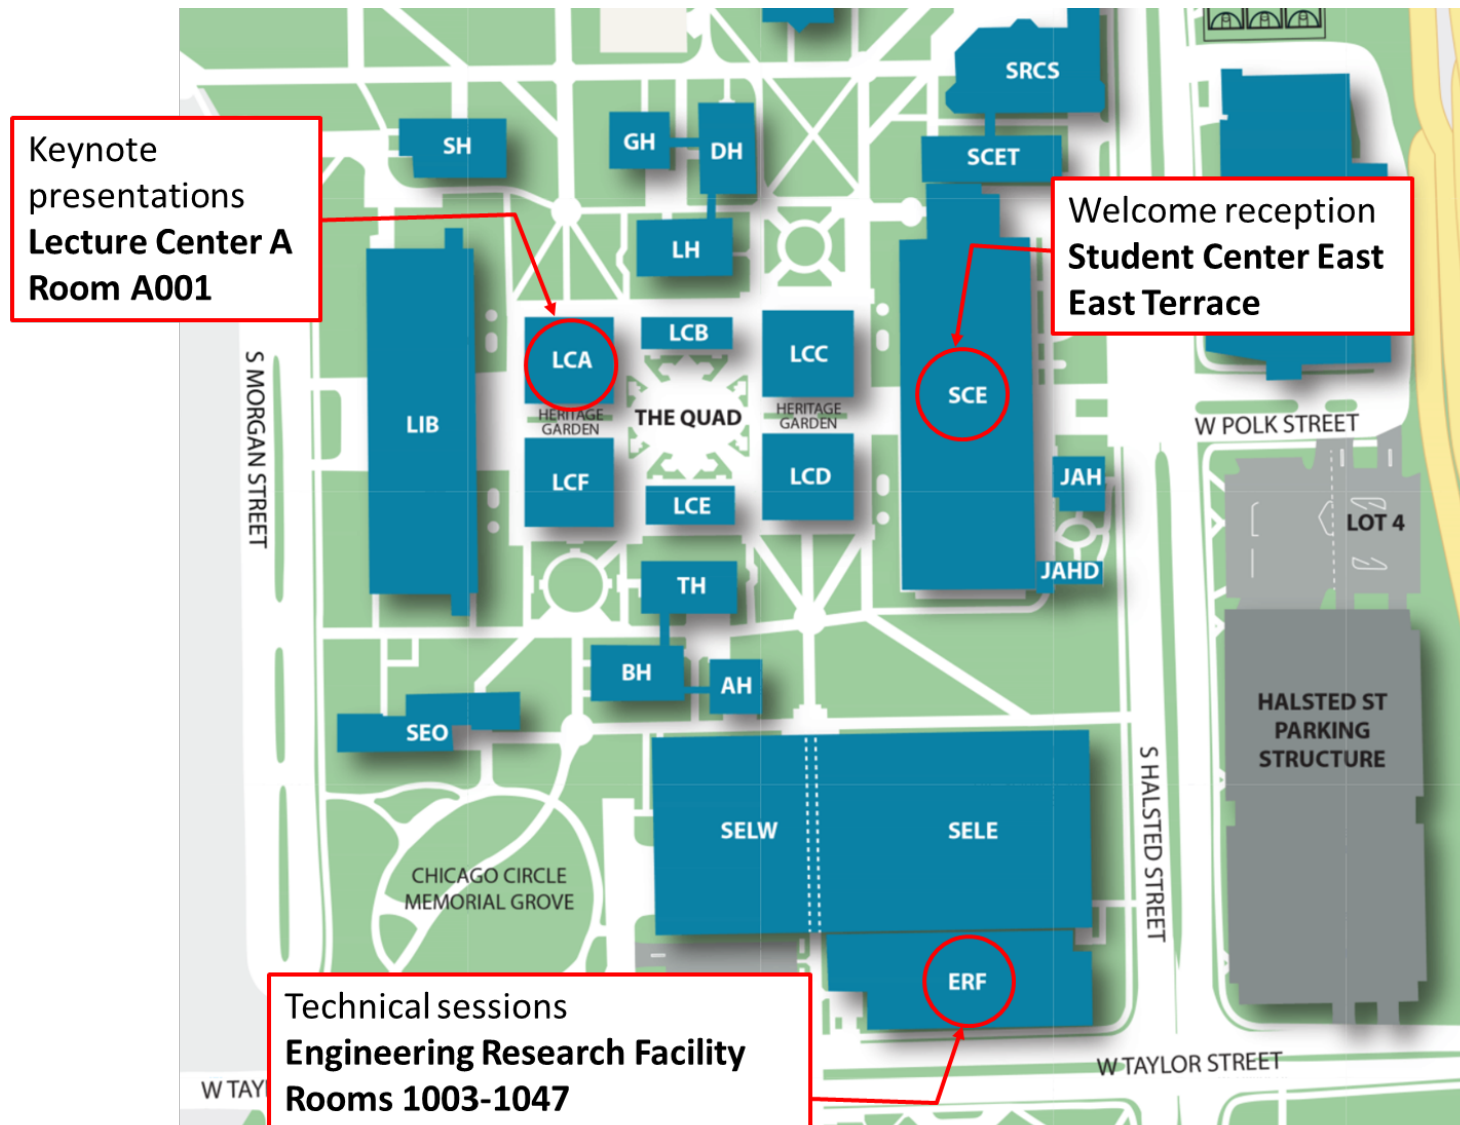 SRCS
SH
GH
DH
SCET
Keynote
presentations
Lecture Center A
Room A001
Welcome reception
Student Center East
East Terrace
LH
LCA
LCB
LCC
SCE
HERITAGE
GARDEN
THE QUAD
HERITAGE
GARDEN
LIB
S MORGAN STREET
W POLK STREET
LCF
LCE
LCD
JAH
LOT 4
JAHD
TH
BH
AH
SEO
HALSTED ST
PARKING
STRUCTURE
S HALSTED STREET
SELW
SELE
CHICAGO CIRCLE
MEMORIAL GROVE
ERF
Technical sessions
Engineering Research Facility
Rooms 1003-1047
W TAYLOR STREET
W TAY